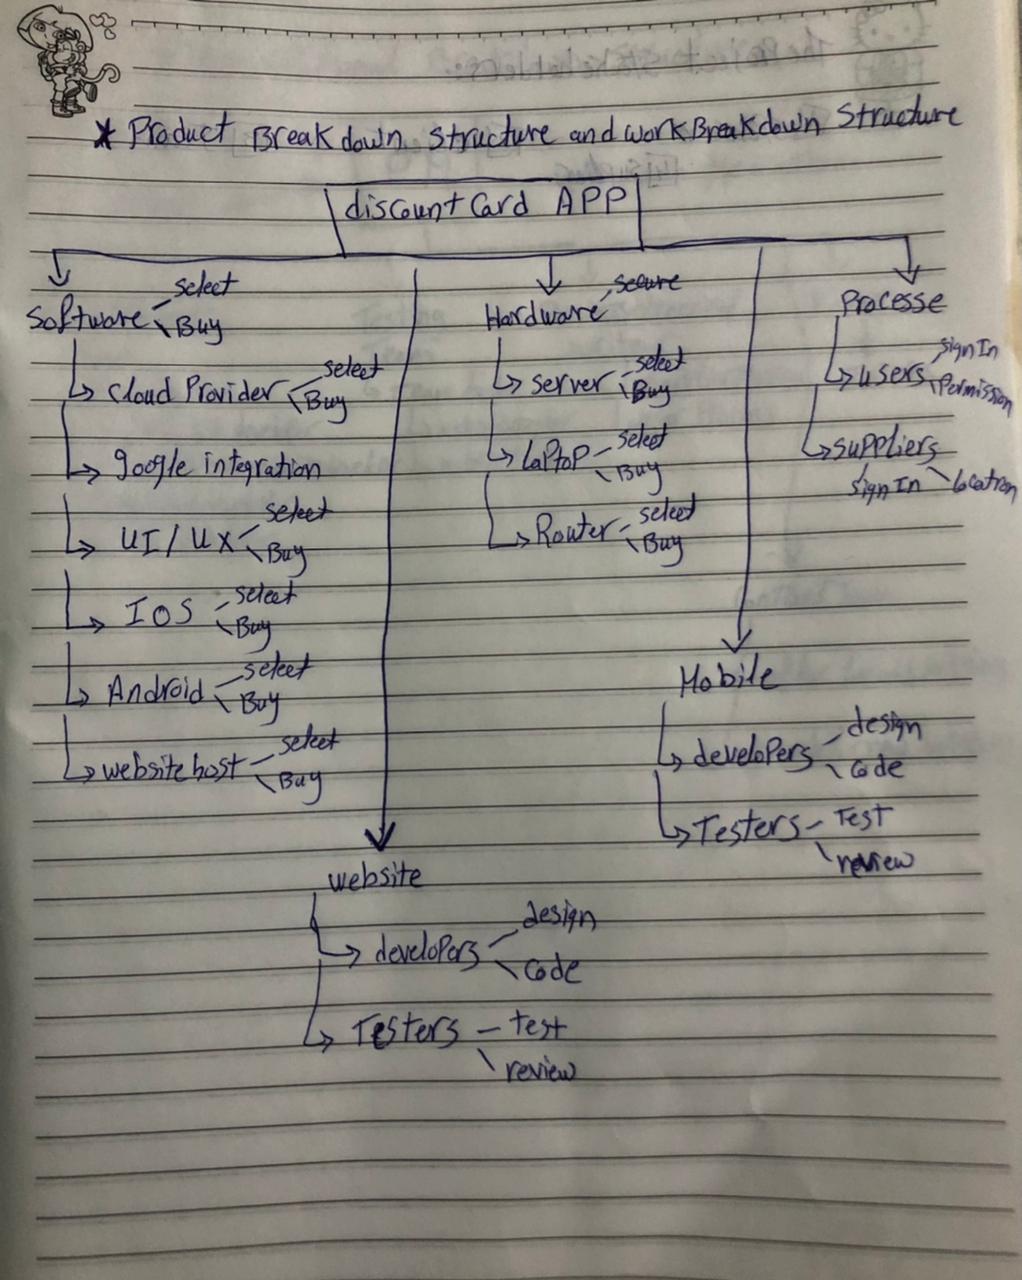 * Product Breakdown Structure and work Breakdown Structure
discount Card APP
Software
select
Buy
Cloud Provider
select
Buy
google integration
UI / UX
select
Buy
IOS
select
Buy
Android
select
Buy
website host
select
Buy
website
developers
design
code
Testers
test
review
Hardware
secure
server
select
Buy
laptop
select
Buy
Router
select
Buy
Mobile
developers
design
code
Testers
Test
review
Processe
users
sign In
Permission
suppliers
sign In
location